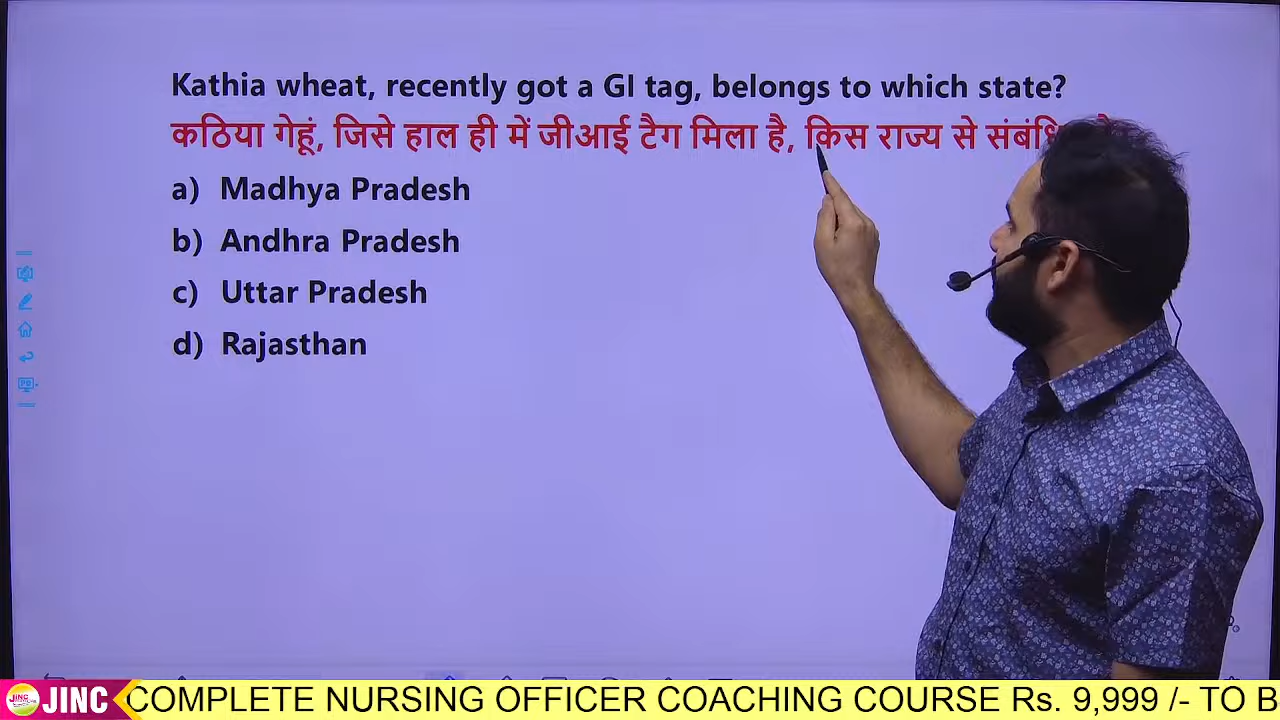 Kathia wheat, recently got a GI tag, belongs to which state?
कठिया गेहूं, जिसे हाल ही में जीआई टैग मिला है, किस राज्य से
a) Madhya Pradesh
b) Andhra Pradesh
c) Uttar Pradesh
d) Rajasthan
JINC COMPLETE NURSING OFFICER COACHING COURSE Rs. 9,999 /- TO B